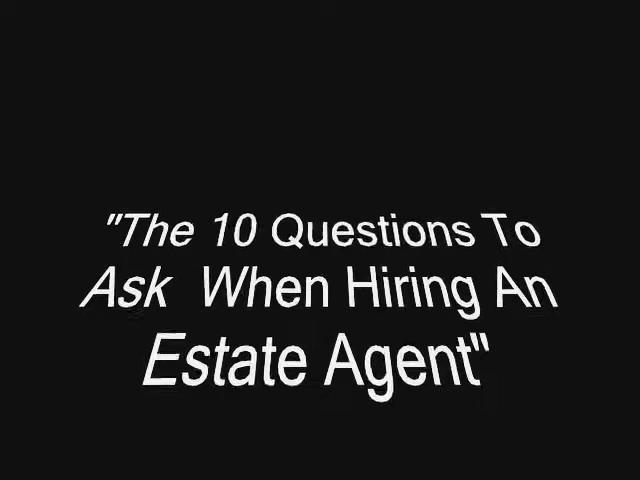 "The 10 Questions To
Ask When Hiring An
Estate Agent"